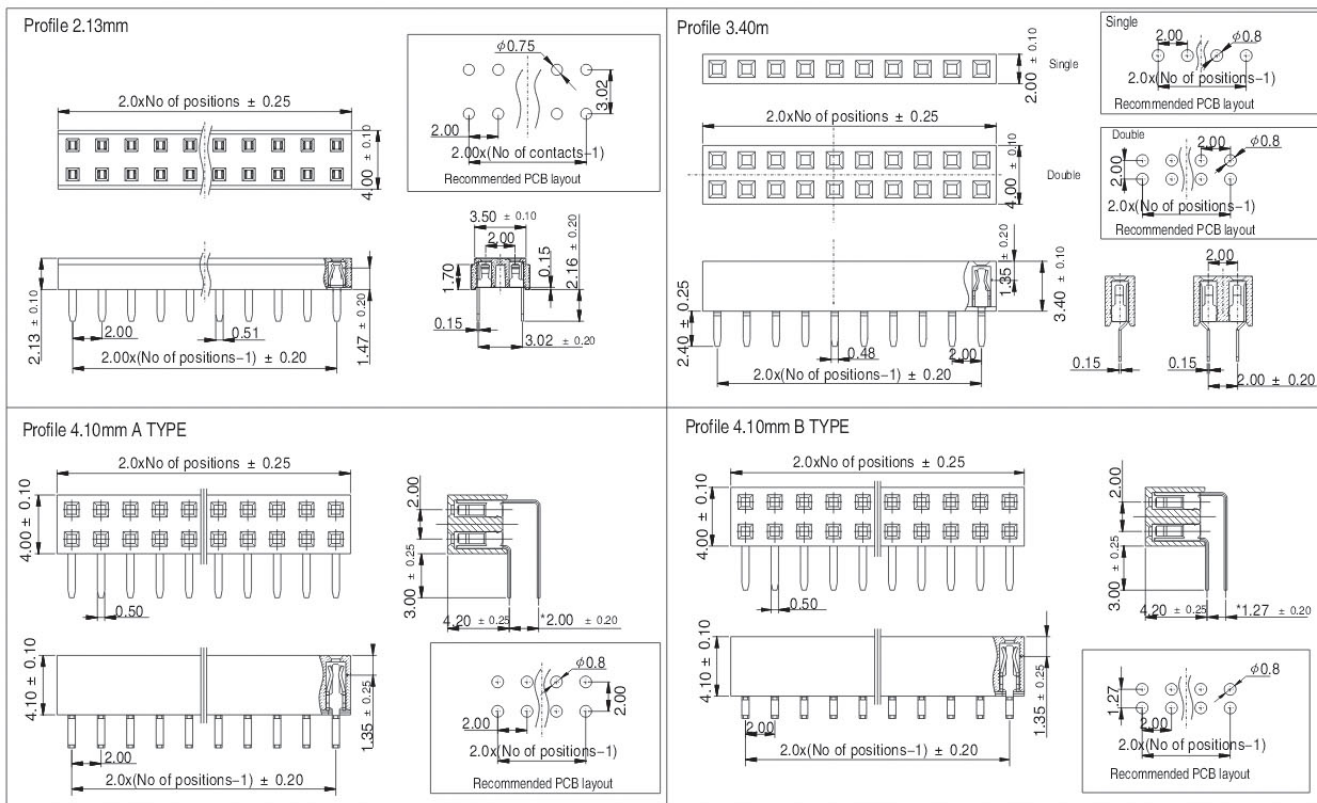 Profile 2.13mm
2.0xNo of positions ± 0.25
4.00 ± 0.10
φ0.75
3.02
2.00
2.00x(No of contacts-1)
Recommended PCB layout
2.13 ± 0.10
2.00
0.51
2.00x(No of positions-1) ± 0.20
1.47 ± 0.20
3.50 ± 0.10
2.00
1.70
0.15
2.16 ± 0.20
0.15
3.02 ± 0.20
Profile 3.40m
2.00 ± 0.10
Single
2.0xNo of positions ± 0.25
4.00 ± 0.10
Double
Single
2.00
φ0.8
2.0x(No of positions-1)
Recommended PCB layout
Double
2.00
φ0.8
2.00
2.0x(No of positions-1)
Recommended PCB layout
2.40 ± 0.25
1.35 ± 0.20
3.40 ± 0.10
0.48
2.00
2.0x(No of positions-1) ± 0.20
0.15
2.00
0.15
2.00 ± 0.20
Profile 4.10mm A TYPE
2.0xNo of positions ± 0.25
4.00 ± 0.10
0.50
2.00
3.00 ± 0.25
4.20 ± 0.25
*2.00 ± 0.20
4.10 ± 0.10
1.35 ± 0.25
2.00
2.0x(No of positions-1) ± 0.20
φ0.8
2.00
2.00
2.0x(No of positions-1)
Recommended PCB layout
Profile 4.10mm B TYPE
2.0xNo of positions ± 0.25
4.00 ± 0.10
0.50
2.00
3.00 ± 0.25
4.20 ± 0.25
*1.27 ± 0.20
4.10 ± 0.10
1.35 ± 0.25
2.00
2.0x(No of positions-1) ± 0.20
φ0.8
1.27
2.00
2.0x(No of positions-1)
Recommended PCB layout